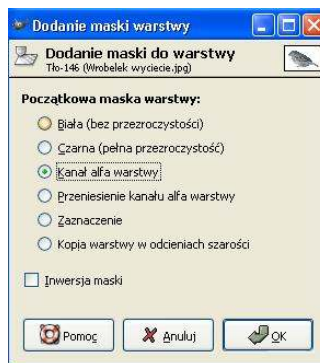 Dodanie maski warstwy
Dodanie maski do warstwy
Tło-146 (Wrobelek wyciecie.jpg)
Początkowa maska warstwy:
Biała (bez przezroczystości)
Czarna (pełna przezroczystość)
Kanał alfa warstwy
Przeniesienie kanału alfa warstwy
Zaznaczenie
Kopia warstwy w odcieniach szarości
Inwersja maski
Pomoc
Anuluj
OK